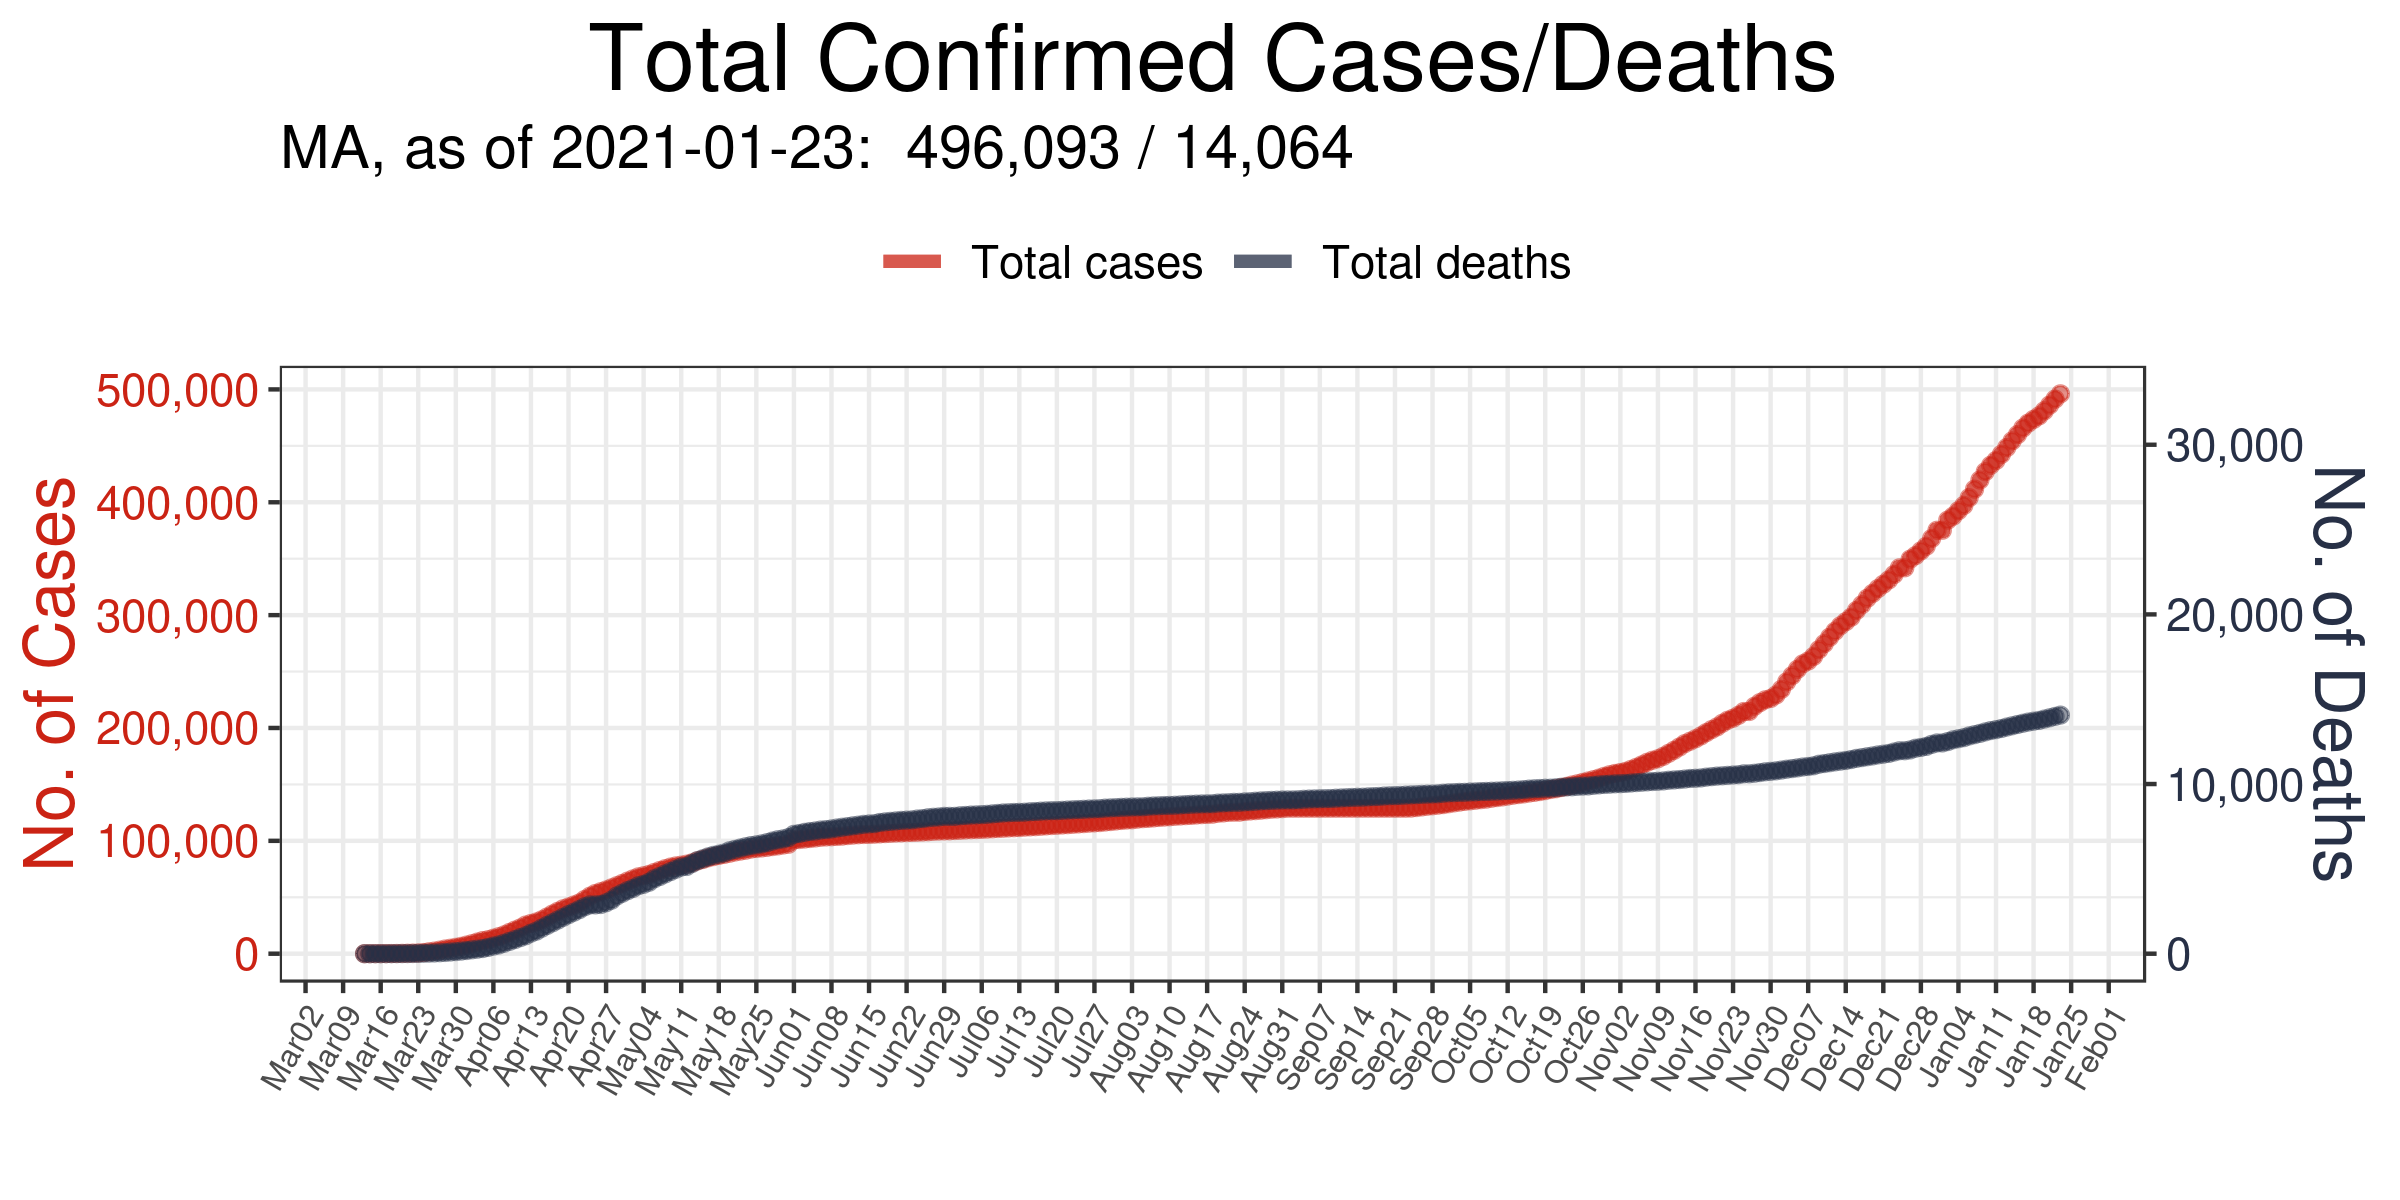 Total Confirmed Cases/Deaths
MA, as of 2021-01-23:  496,093 / 14,064
Total cases
Total deaths
No. of Cases
500,000
400,000
300,000
200,000
100,000
0
30,000
20,000
10,000
0
No. of Deaths
Mar02
Mar09
Mar16
Mar23
Mar30
Apr06
Apr13
Apr20
Apr27
May04
May11
May18
May25
Jun01
Jun08
Jun15
Jun22
Jun29
Jul06
Jul13
Jul20
Jul27
Aug03
Aug10
Aug17
Aug24
Aug31
Sep07
Sep14
Sep21
Sep28
Oct05
Oct12
Oct19
Oct26
Nov02
Nov09
Nov16
Nov23
Nov30
Dec07
Dec14
Dec21
Dec28
Jan04
Jan11
Jan18
Jan25
Feb01